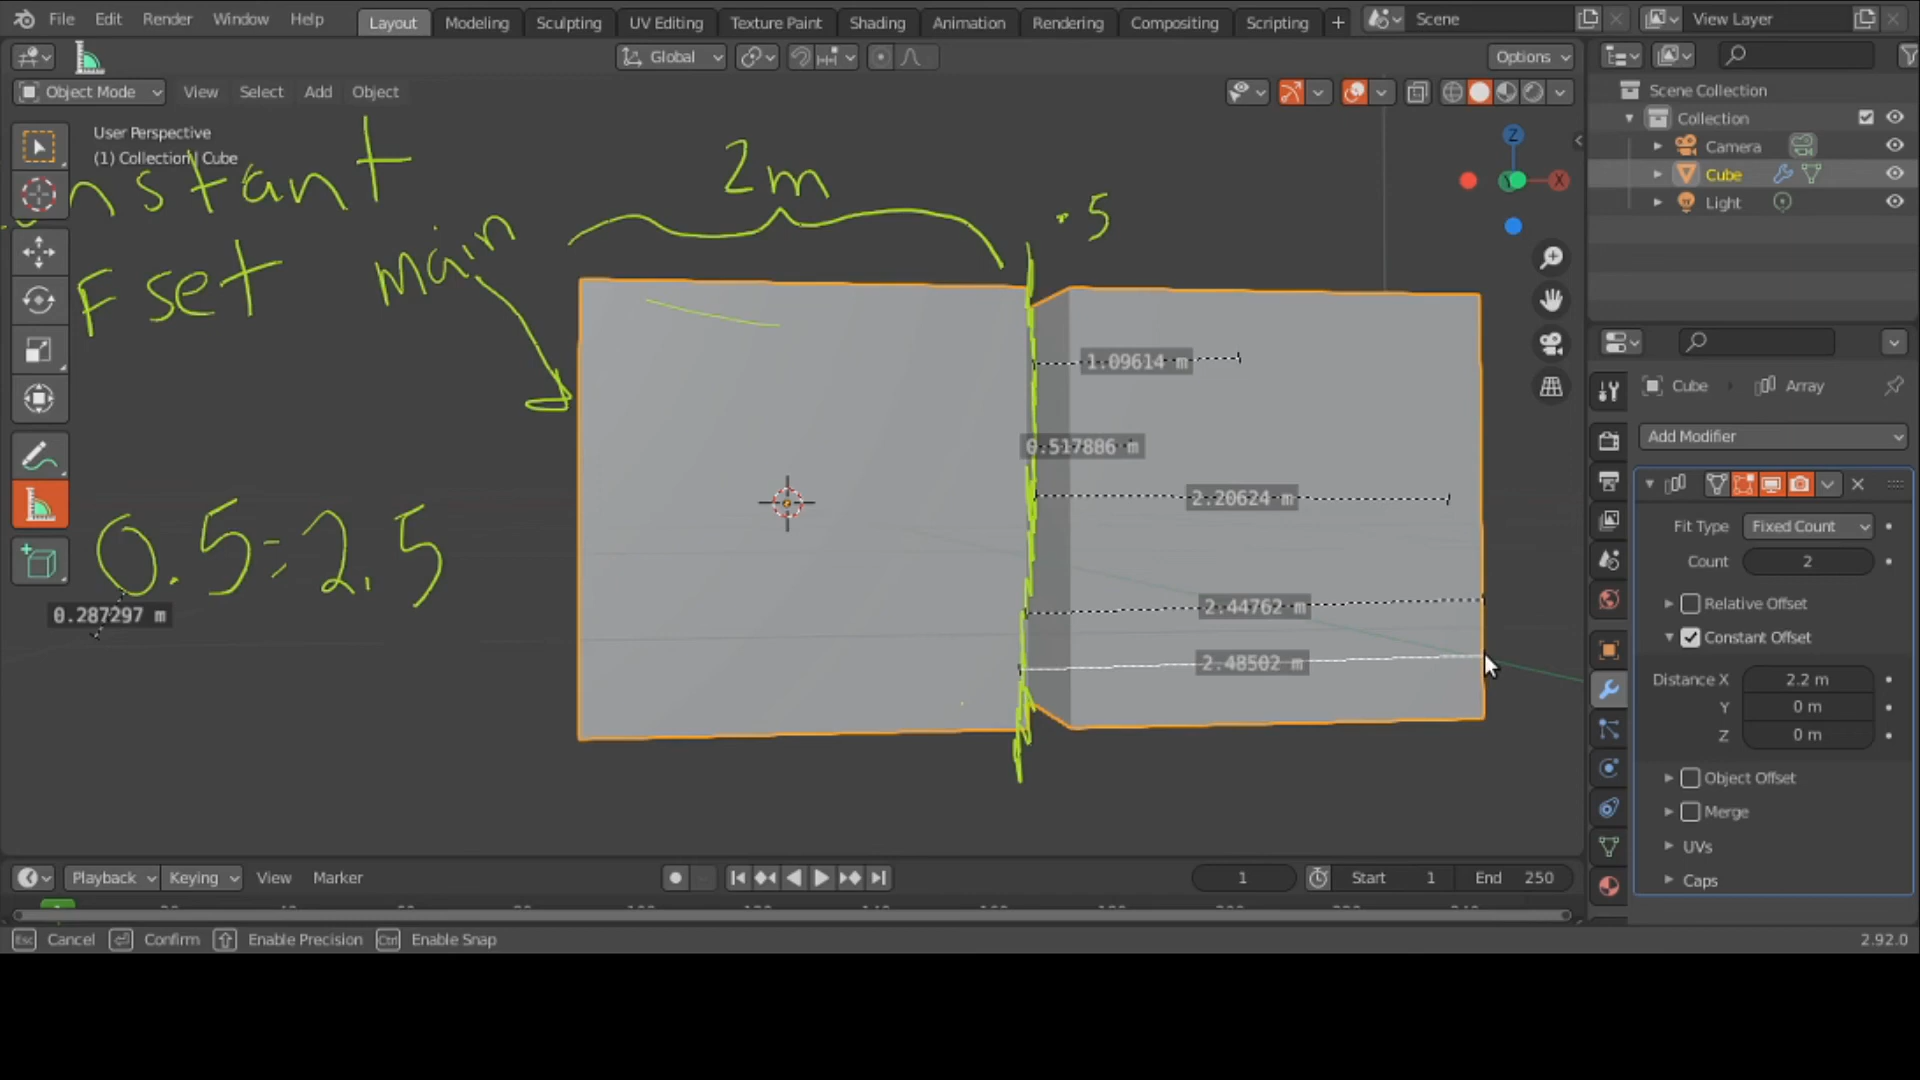 File Edit Render Window Help Layout Modeling Sculpting UV Editing Texture Paint Shading Animation Rendering Compositing Scripting + Scene View Layer
Global Options
Object Mode View Select Add Object
User Perspective
(1) Collection | Cube
Z
Y
X
nstant
Fset
main
2m
.5
0.5=2.5
1.09614 m
0.517886 m
2.20624 m
2.44762 m
2.48502 m
0.287297 m
Scene Collection
Collection
Camera
Cube
Light
Cube Array
Add Modifier
Fit Type Fixed Count
Count 2
Relative Offset
Constant Offset
Distance X 2.2 m
Y 0 m
Z 0 m
Object Offset
Merge
UVs
Caps
Playback Keying View Marker 1 Start 1 End 250
Esc Cancel Confirm Enable Precision Ctrl Enable Snap 2.92.0